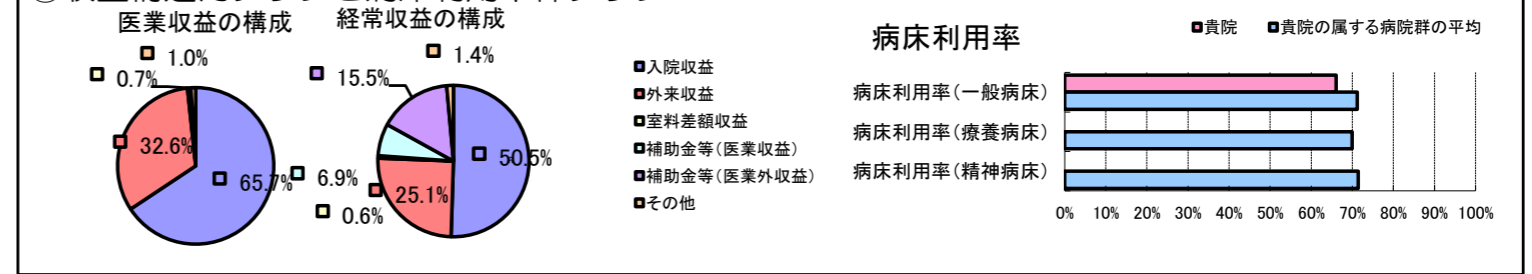 医業収益の構成
経常収益の構成
1.0%
0.7%
32.6%
65.7%
1.4%
15.5%
50.5%
6.9%
25.1%
0.6%
入院収益
外来収益
室料差額収益
補助金等(医業収益)
補助金等(医業外収益)
その他
病床利用率
貴院
貴院の属する病院群の平均
病床利用率(一般病床)
病床利用率(療養病床)
病床利用率(精神病床)
0% 10% 20% 30% 40% 50% 60% 70% 80% 90% 100%